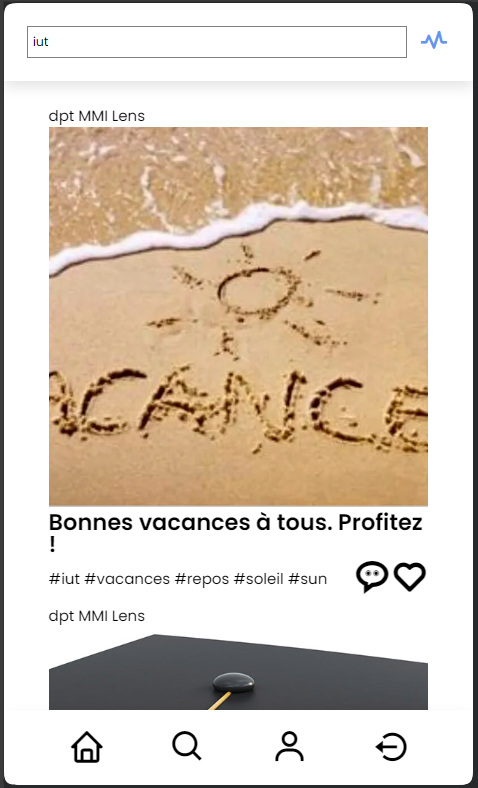 iut
dpt MMI Lens
ACANCE
Bonnes vacances à tous. Profitez
!
#iut #vacances #repos #soleil #sun
dpt MMI Lens